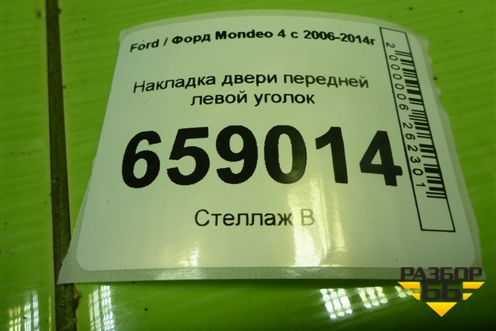 Ford / Форд Mondeo 4 с 2006-2014г
Накладка двери передней
левой уголок
659014
Стеллаж В
2000006262301
РАЗБОР
66